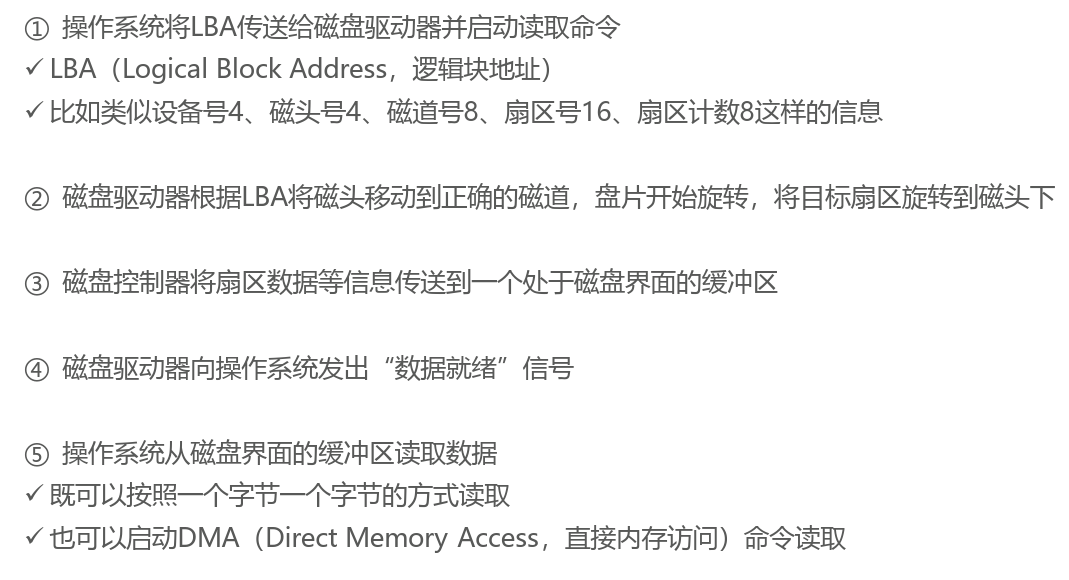 ① 操作系统将LBA传送给磁盘驱动器并启动读取命令
✓ LBA（Logical Block Address，逻辑块地址）
✓ 比如类似设备号4、磁头号4、磁道号8、扇区号16、扇区计数8这样的信息
② 磁盘驱动器根据LBA将磁头移动到正确的磁道，盘片开始旋转，将目标扇区旋转到磁头下
③ 磁盘控制器将扇区数据等信息传送到一个处于磁盘界面的缓冲区
④ 磁盘驱动器向操作系统发出“数据就绪”信号
⑤ 操作系统从磁盘界面的缓冲区读取数据
✓ 既可以按照一个字节一个字节的方式读取
✓ 也可以启动DMA（Direct Memory Access，直接内存访问）命令读取